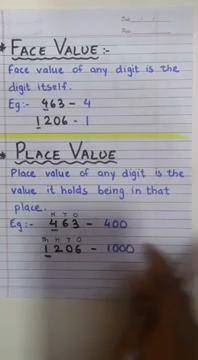 * FACE VALUE:-
Face value of any digit is the
digit itself.
Eg:- 463 - 4
1206 - 1
* PLACE VALUE
Place value of any digit is the
value it holds being in that
place.
H T O
Eg:- 463 - 400
Th H T O
1206 - 1000